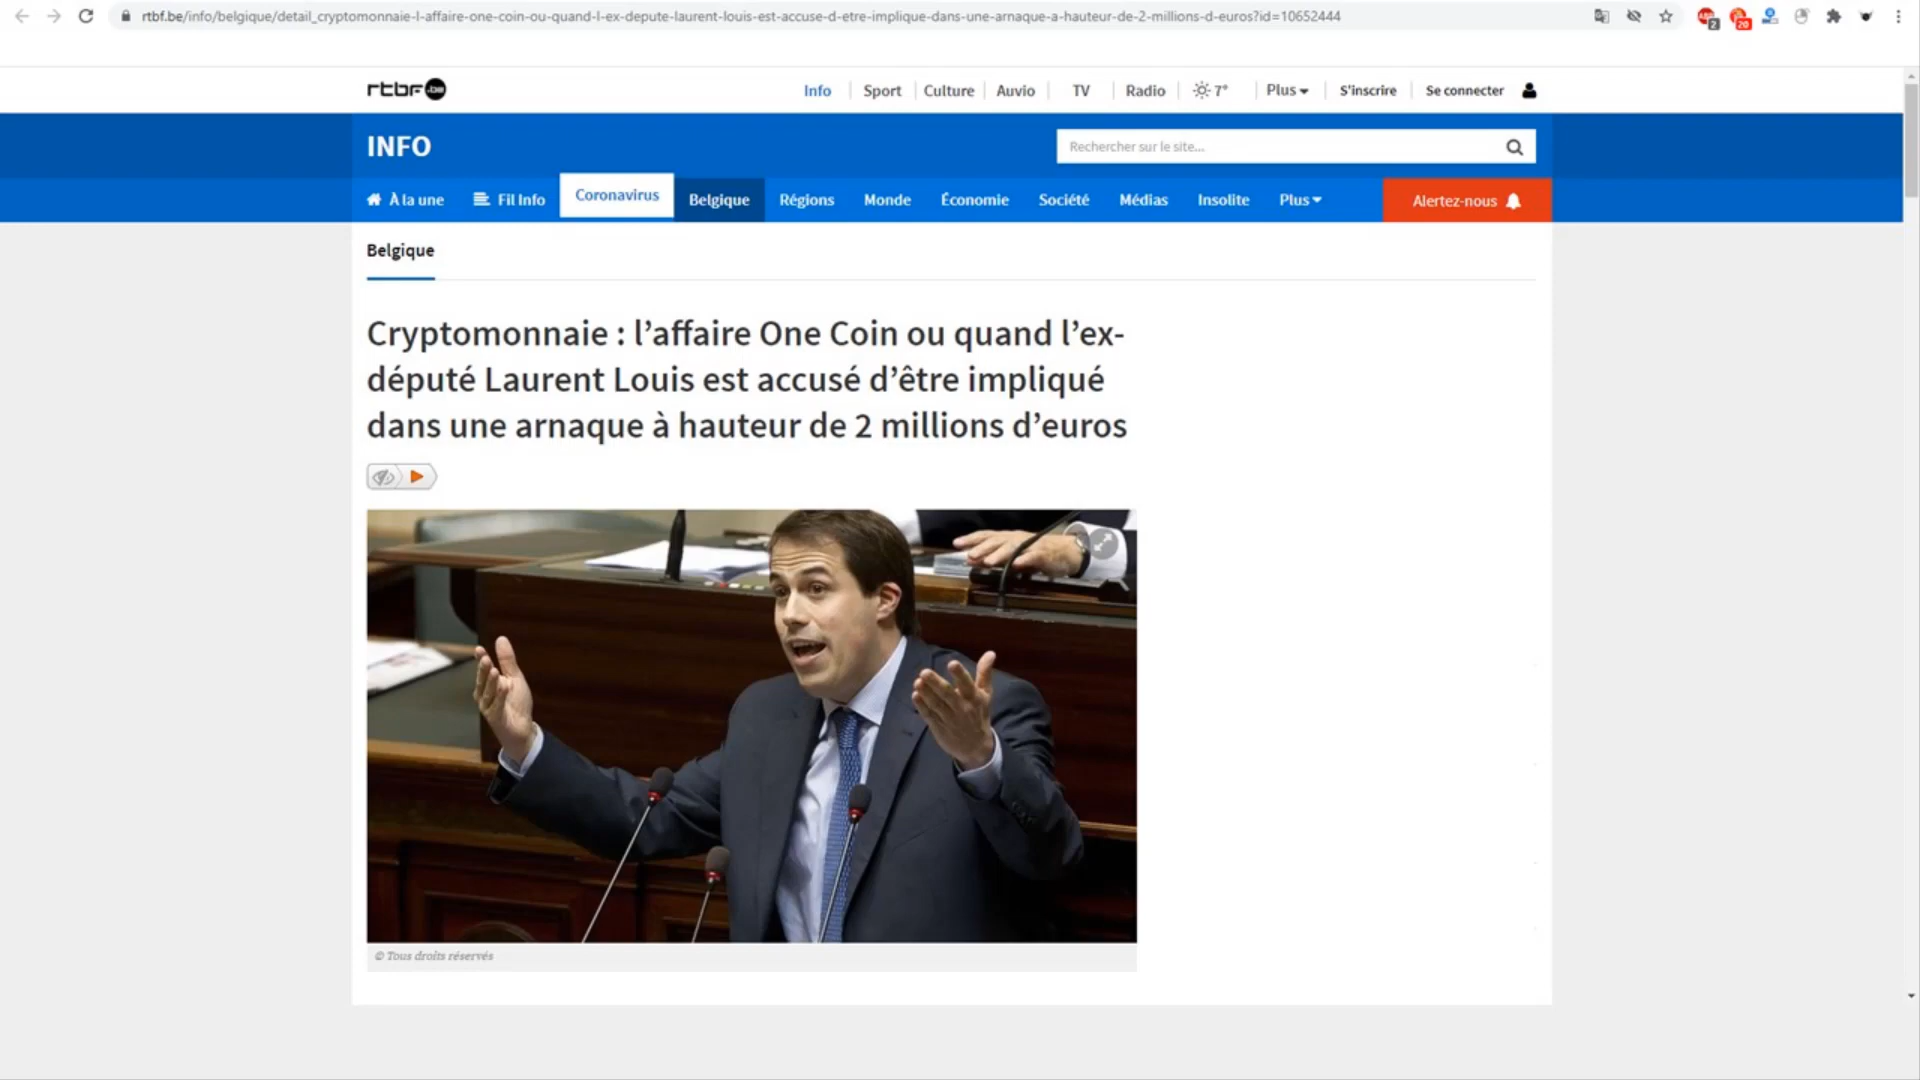 rtbf.be/info/belgique/detail_cryptomonnaie-l-affaire-one-coin-ou-quand-l-ex-depute-laurent-louis-est-accuse-d-etre-implique-dans-une-arnaque-a-hauteur-de-2-millions-d-euros?id=10652444
2
20
rtbf.be
Info
Sport
Culture
Auvio
TV
Radio
7°
Plus
S'inscrire
Se connecter
INFO
Rechercher sur le site...
À la une
Fil Info
Coronavirus
Belgique
Régions
Monde
Économie
Société
Médias
Insolite
Plus
Alertez-nous
Belgique
Cryptomonnaie : l’affaire One Coin ou quand l’ex-
député Laurent Louis est accusé d’être impliqué
dans une arnaque à hauteur de 2 millions d’euros
© Tous droits réservés